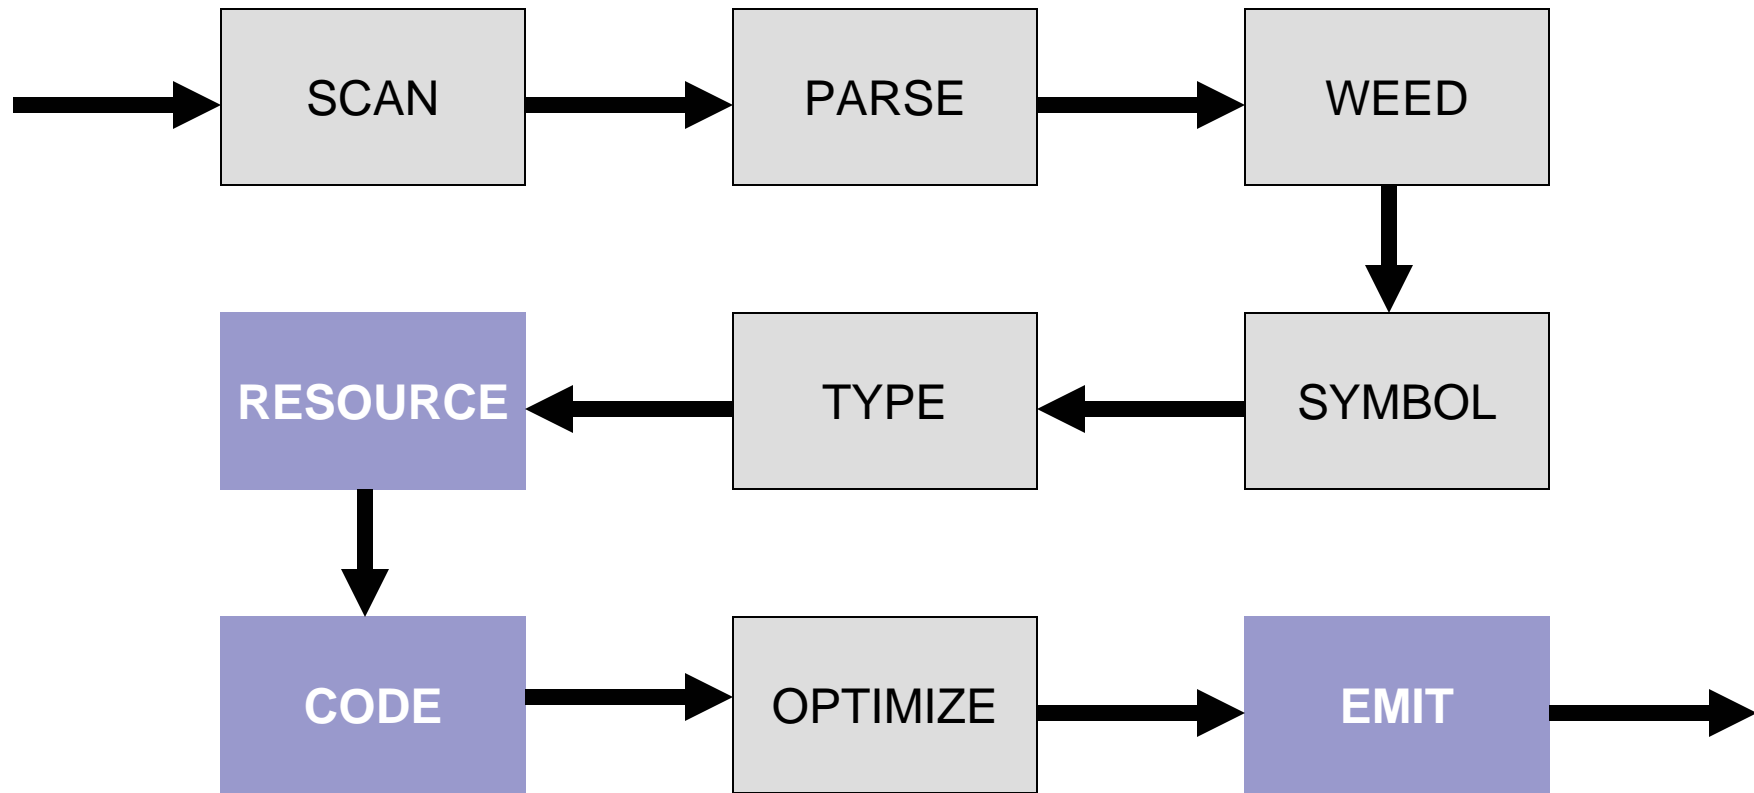 SCAN
PARSE
WEED
RESOURCE
TYPE
SYMBOL
CODE
OPTIMIZE
EMIT